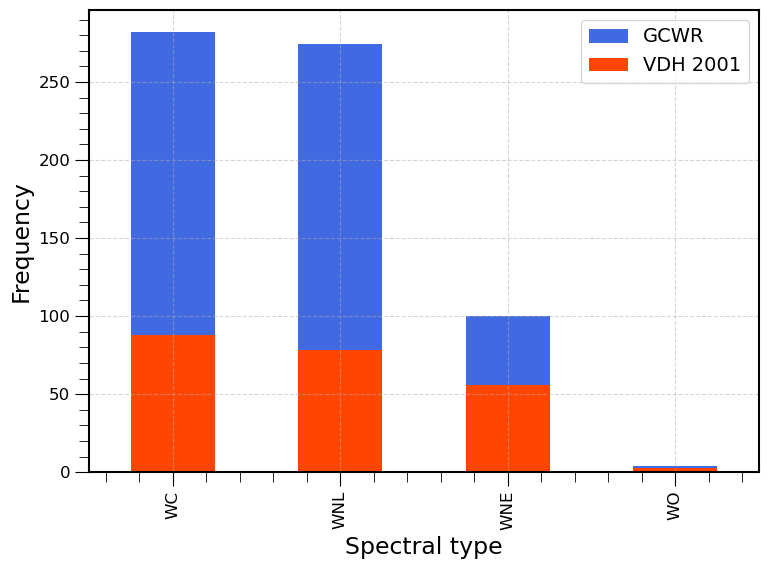 GCWR
VDH 2001
Frequency
250
200
150
100
50
0
WC
WNL
WNE
WO
Spectral type